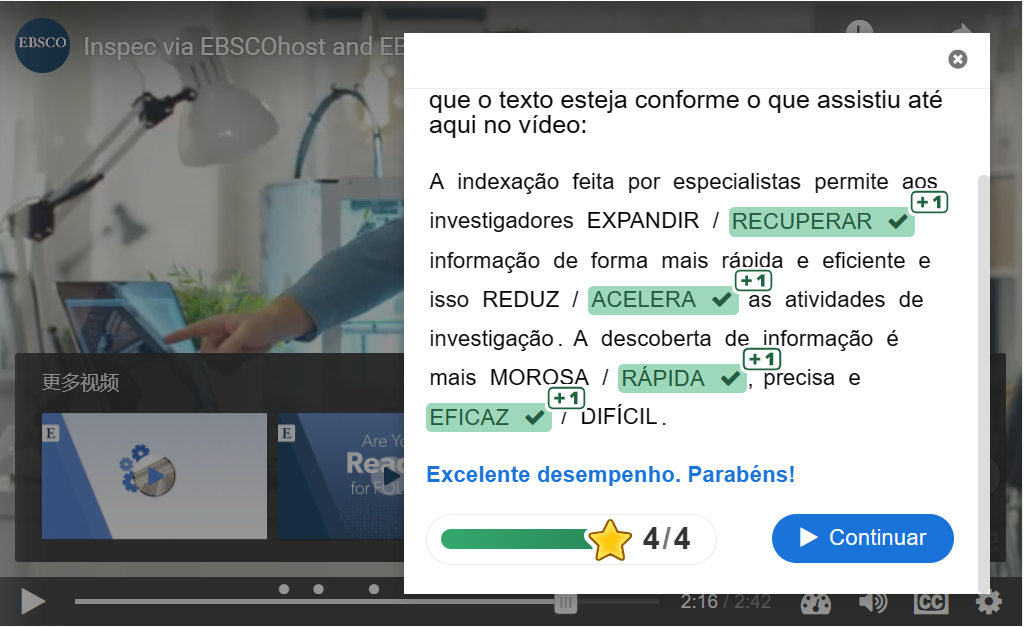 EBSCO
Inspec via EBSCOhost and EB
que o texto esteja conforme o que assistiu até
aqui no vídeo:
A indexação feita por especialistas permite aos
investigadores EXPANDIR / RECUPERAR +1
informação de forma mais rápida e eficiente e
isso REDUZ / ACELERA +1 as atividades de
investigação. A descoberta de informação é
mais MOROSA / RÁPIDA +1, precisa e
EFICAZ +1 / DIFÍCIL.
Excelente desempenho. Parabéns!
4/4
Continuar
更多视频
E
E
Are Yo
Read
for FOL
2:16 / 2:42
CC